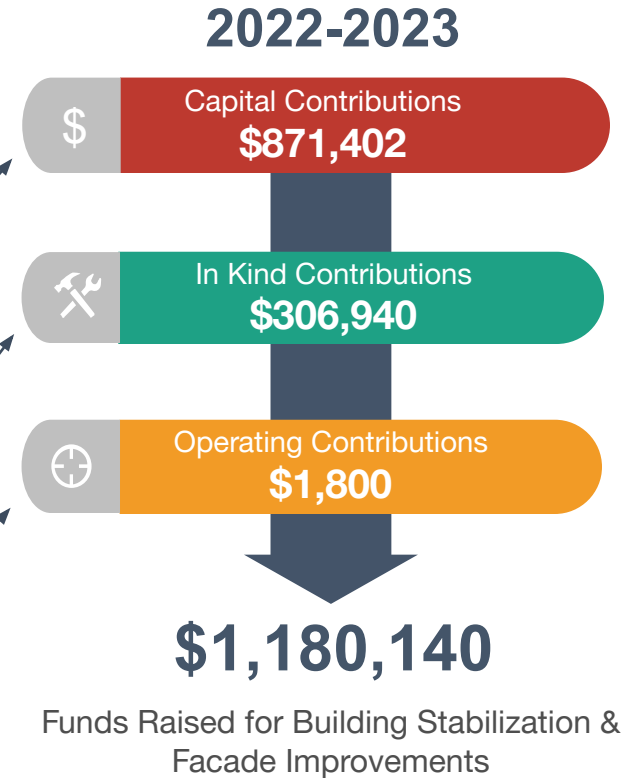 2022-2023
$
Capital Contributions
$871,402
In Kind Contributions
$306,940
Operating Contributions
$1,800
$1,180,140
Funds Raised for Building Stabilization &
Facade Improvements